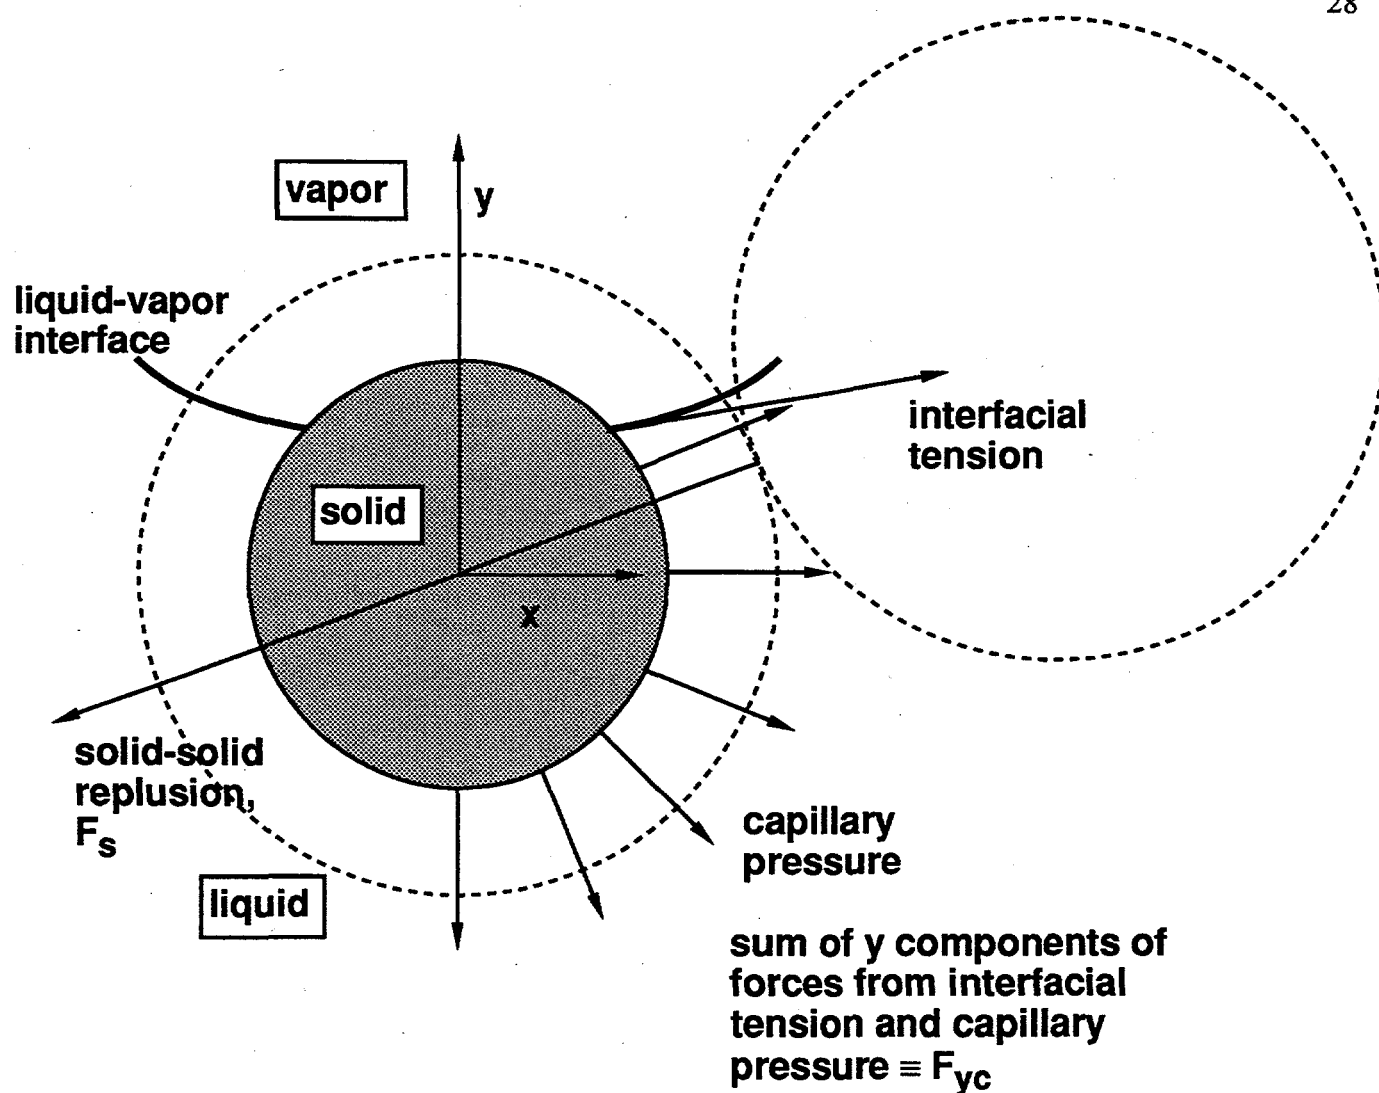 28
vapor
y
liquid-vapor
interface
interfacial
tension
solid
x
solid-solid
replusion,
Fs
capillary
pressure
liquid
sum of y components of
forces from interfacial
tension and capillary
pressure ≡ Fyc